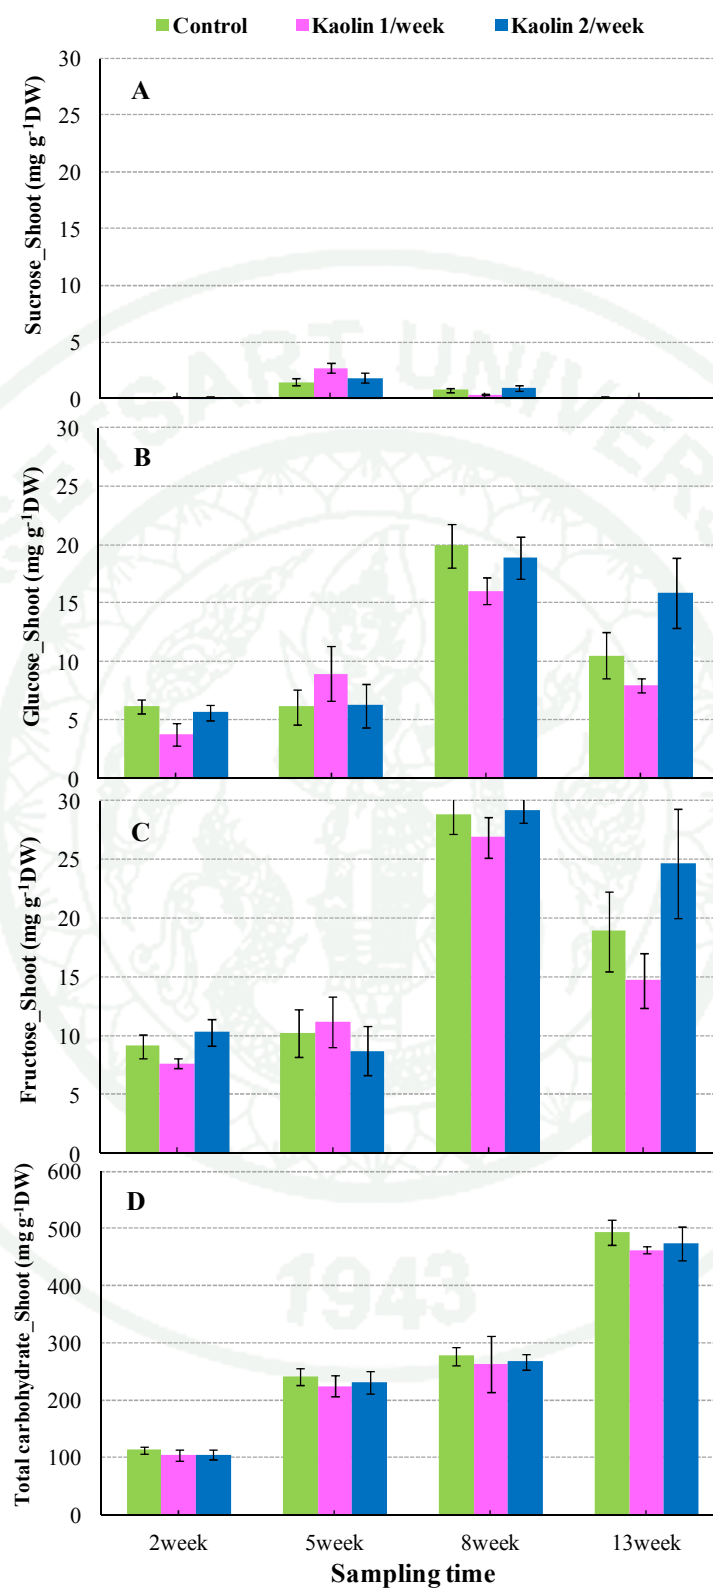 Control Kaolin 1/week Kaolin 2/week
A
Sucrose_Shoot (mg g-1DW)
30
25
20
15
10
5
0
B
Glucose_Shoot (mg g-1DW)
30
25
20
15
10
5
0
C
Fructose_Shoot (mg g-1DW)
30
25
20
15
10
5
0
D
Total carbohydrate_Shoot (mg g-1DW)
600
500
400
300
200
100
0
2week 5week 8week 13week
Sampling time
1943